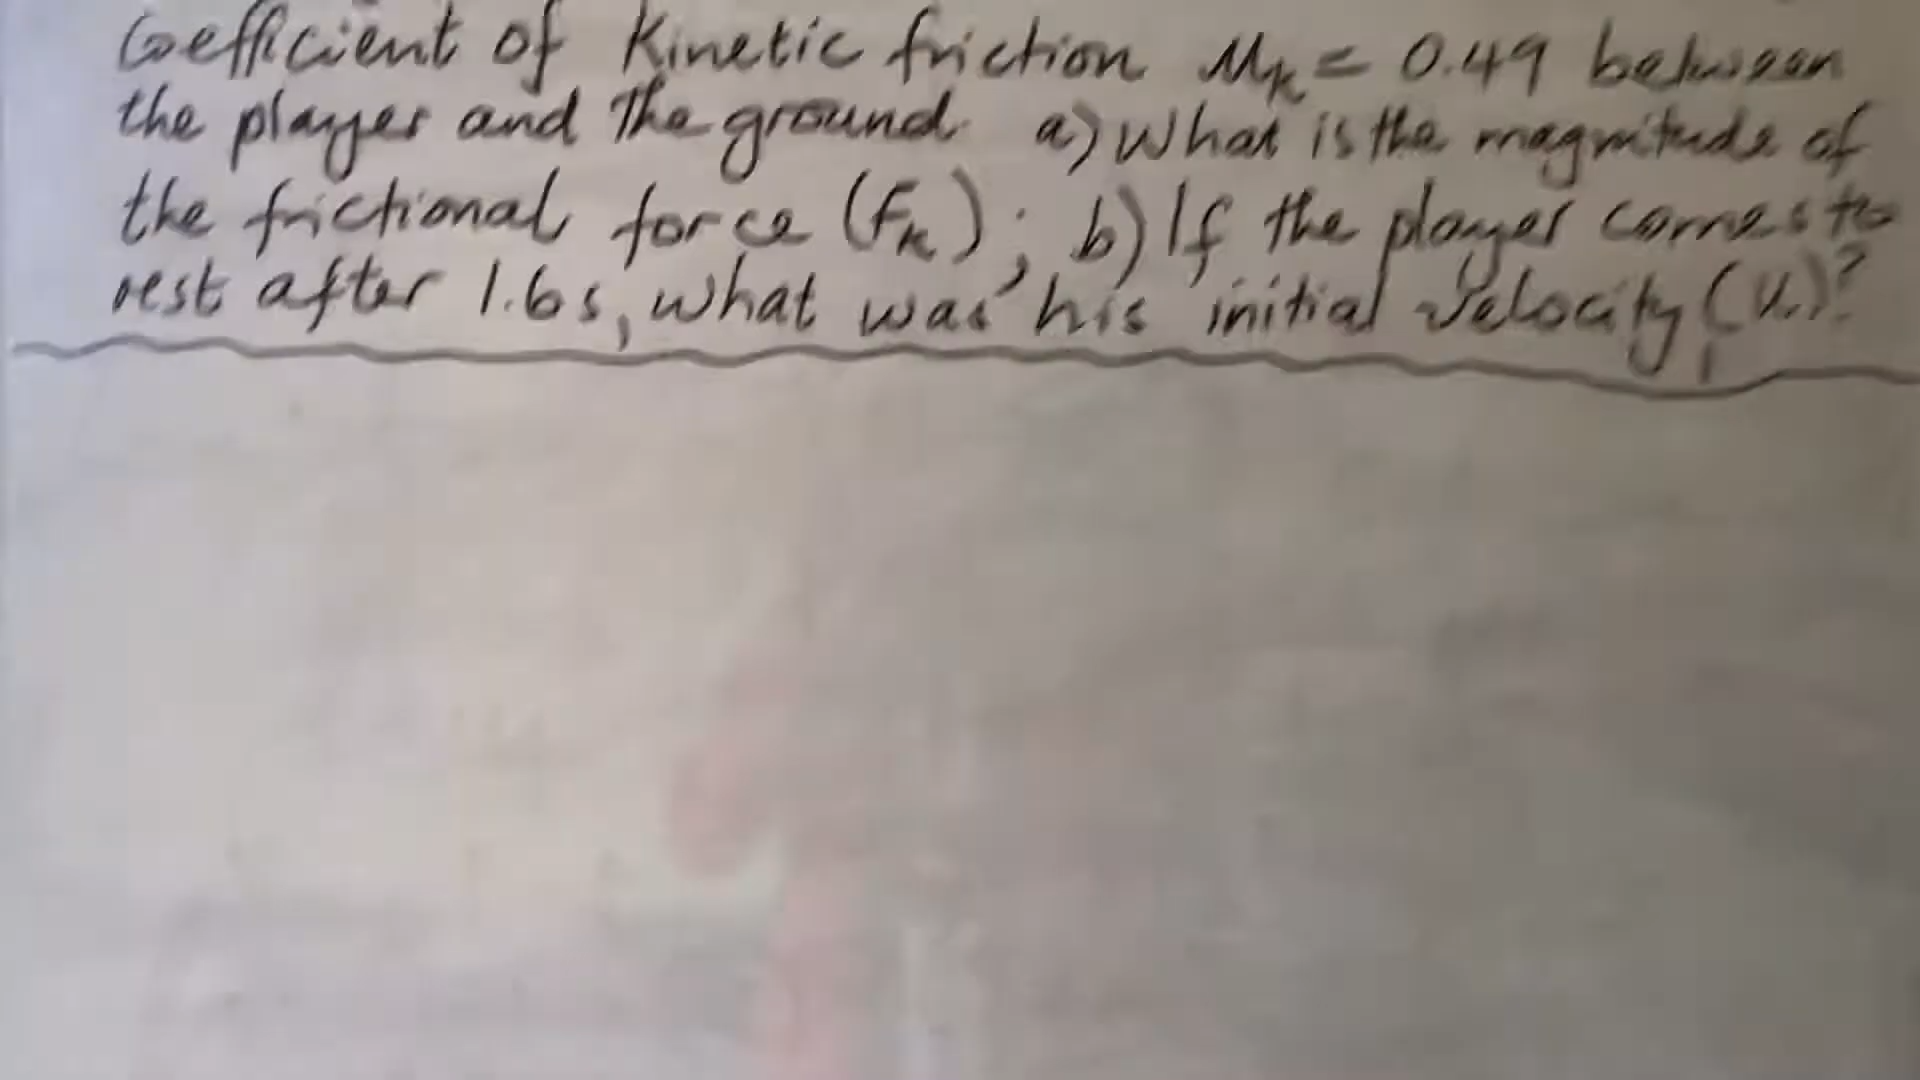 Coefficient of Kinetic friction Mk = 0.49 between
the player and the ground. a) What is the magnitude of
the frictional force (Fk); b) If the player comes to
rest after 1.6s, what was his initial velocity (Vi)?